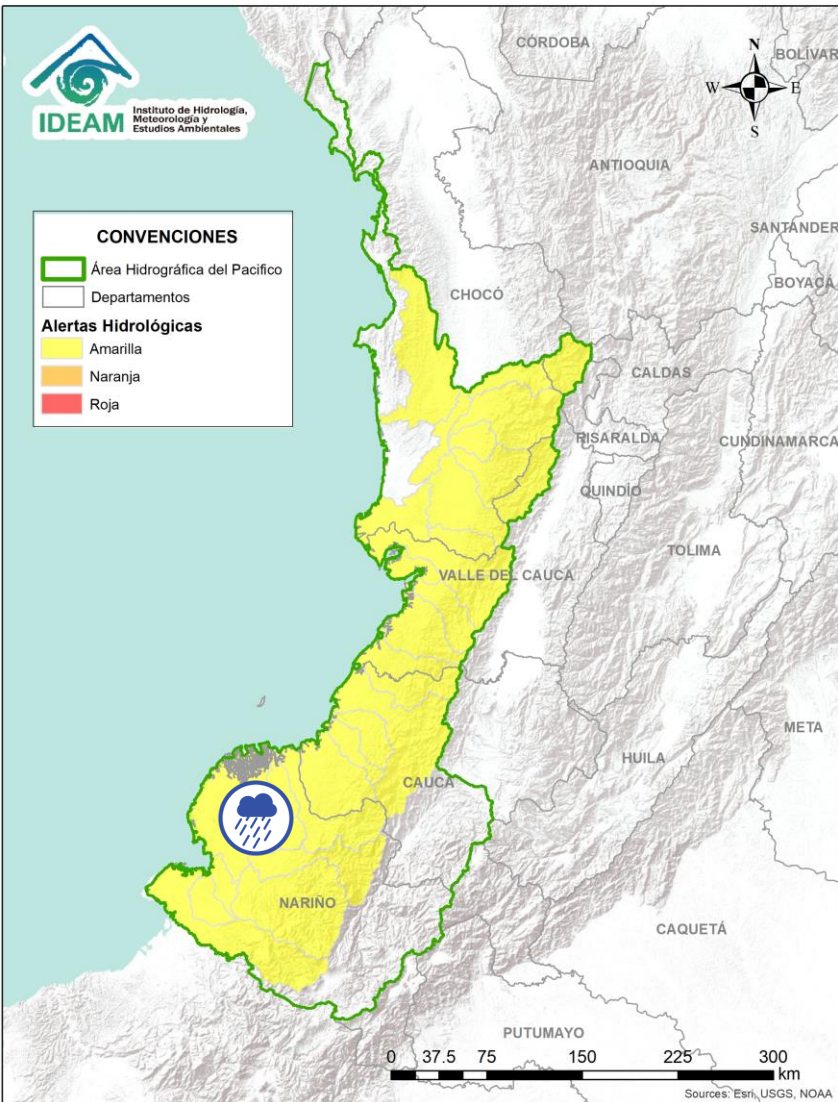 IDEAM
Instituto de Hidrología,
Meteorología y
Estudios Ambientales
N
W
E
S
CONVENCIONES
Área Hidrográfica del Pacifico
Departamentos
Alertas Hidrológicas
Amarilla
Naranja
Roja
CÓRDOBA
BOLÍVAR
ANTIOQUIA
SANTANDER
BOYACÁ
CHOCÓ
CALDAS
RISARALDA
CUNDINAMARCA
QUINDÍO
TOLIMA
VALLE DEL CAUCA
META
HUILA
CAUCA
NARIÑO
CAQUETÁ
PUTUMAYO
0 37.5 75 150 225 300
km
Sources: Esri, USGS, NOAA